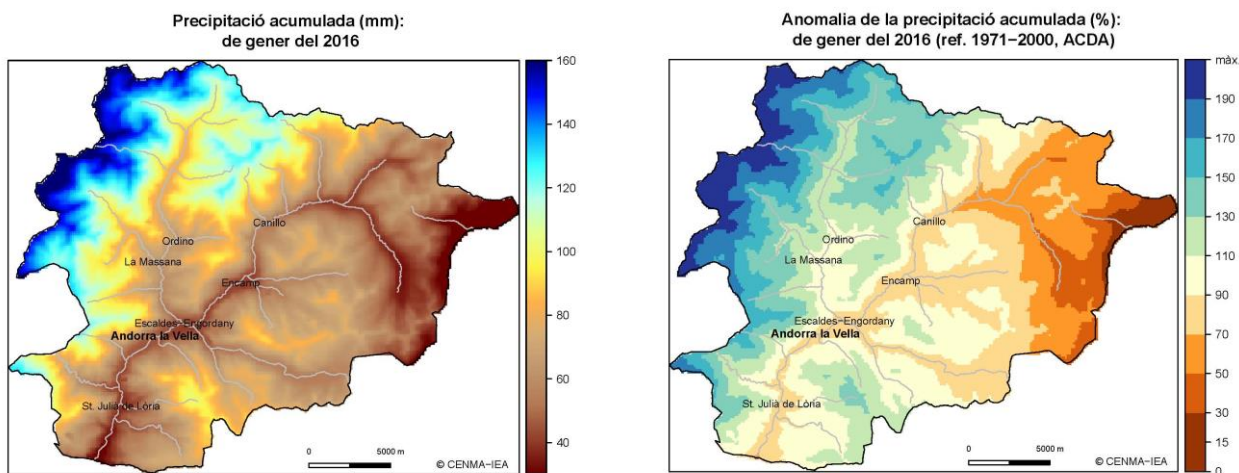 Precipitació acumulada (mm):
de gener del 2016
160
140
120
100
80
60
40
Canillo
Ordino
La Massana
Encamp
Escaldes−Engordany
Andorra la Vella
St. Julià de Lòria
0 5000 m
© CENMA−IEA
Anomalia de la precipitació acumulada (%):
de gener del 2016 (ref. 1971−2000, ACDA)
màx.
190
170
150
130
110
90
70
50
30
15
0
Canillo
Ordino
La Massana
Encamp
Escaldes−Engordany
Andorra la Vella
St. Julià de Lòria
0 5000 m
© CENMA−IEA